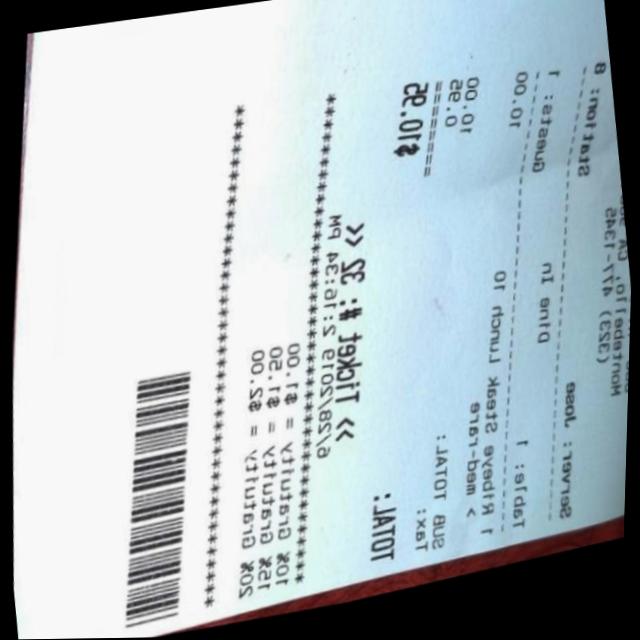 Montebello, CA
(323)
Server: Jose Station: 8
--------------------------------
Table: 1 Dine In Guests: 1
--------------------------------
1 Ribeye Steak Lunch 10 10.00
< med-rare
SUB TOTAL: 10.00
Tax: 0.95
========
TOTAL: $10.95
>> Ticket #: 32 <<
6/28/2019 2:16:34 PM
****************************************
10% Gratuity = $1.00
15% Gratuity = $1.50
20% Gratuity = $2.00
****************************************